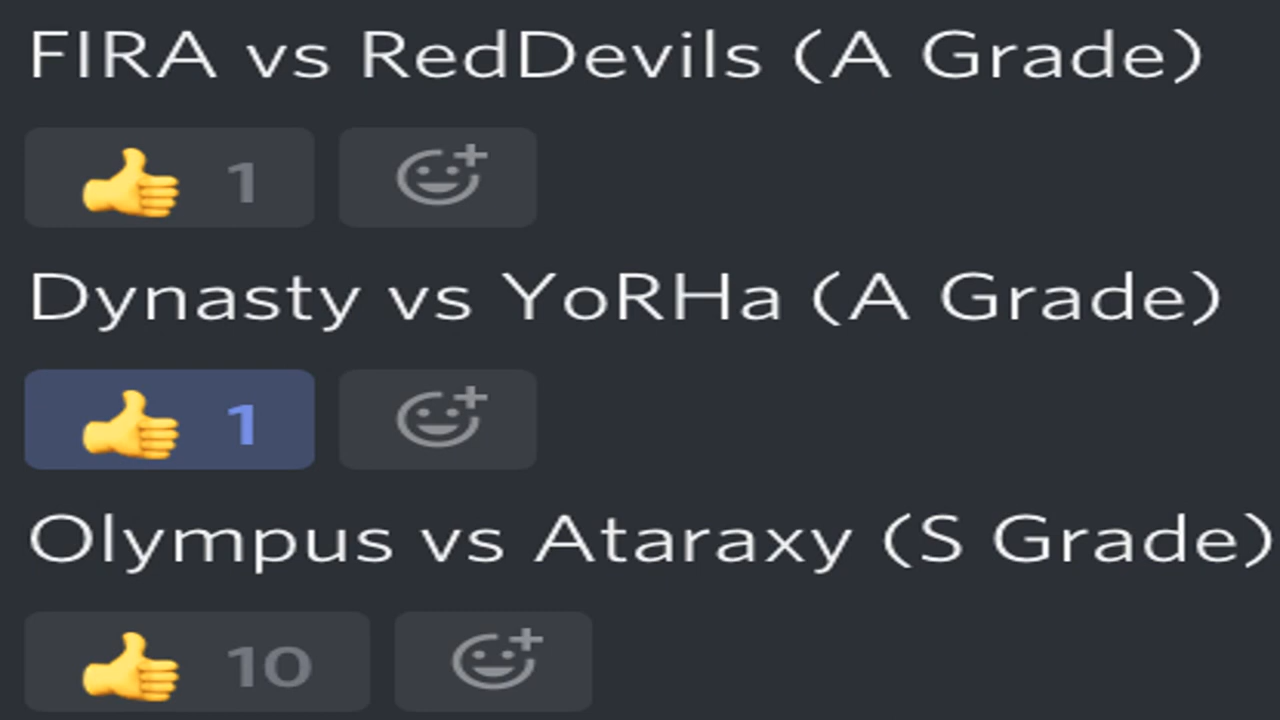 FIRA vs RedDevils (A Grade)
1
Dynasty vs YoRHa (A Grade)
1
Olympus vs Ataraxy (S Grade)
10